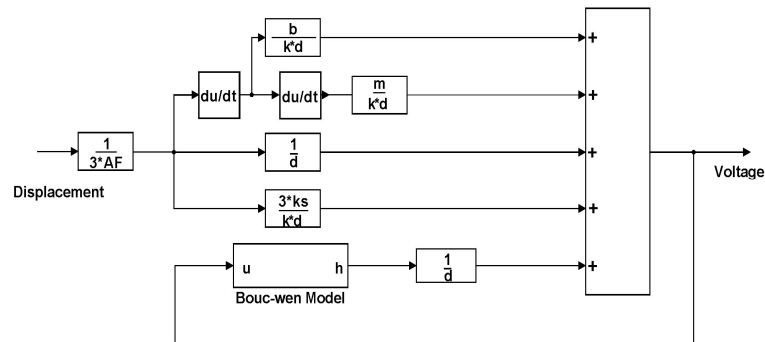 b
k*d
+
du/dt
du/dt
m
k*d
+
1
3*AF
Displacement
1
d
+
Voltage
3*ks
k*d
+
u
h
1
d
+
Bouc-wen Model